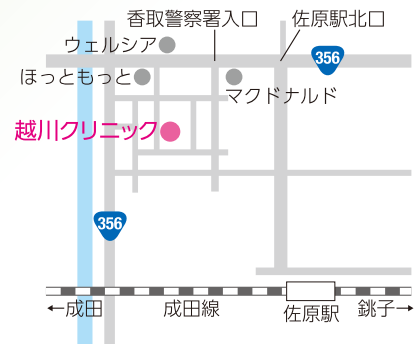 香取警察署入口
佐原駅北口
ウェルシア
356
ほっともっと
マクドナルド
越川クリニック
356
←成田
成田線
佐原駅
銚子→